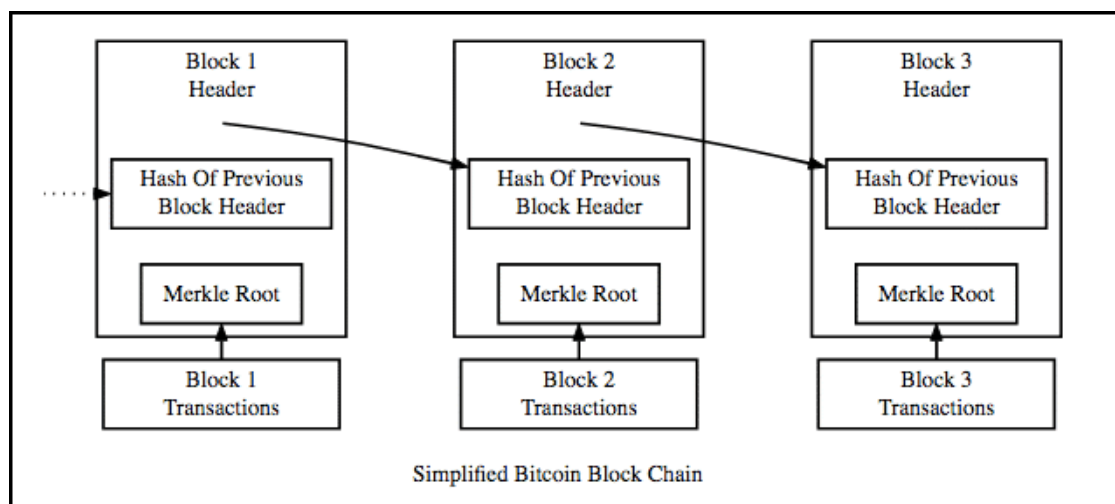 Block 1
Header
Block 2
Header
Block 3
Header
Hash Of Previous
Block Header
Hash Of Previous
Block Header
Hash Of Previous
Block Header
Merkle Root
Merkle Root
Merkle Root
Block 1
Transactions
Block 2
Transactions
Block 3
Transactions
Simplified Bitcoin Block Chain